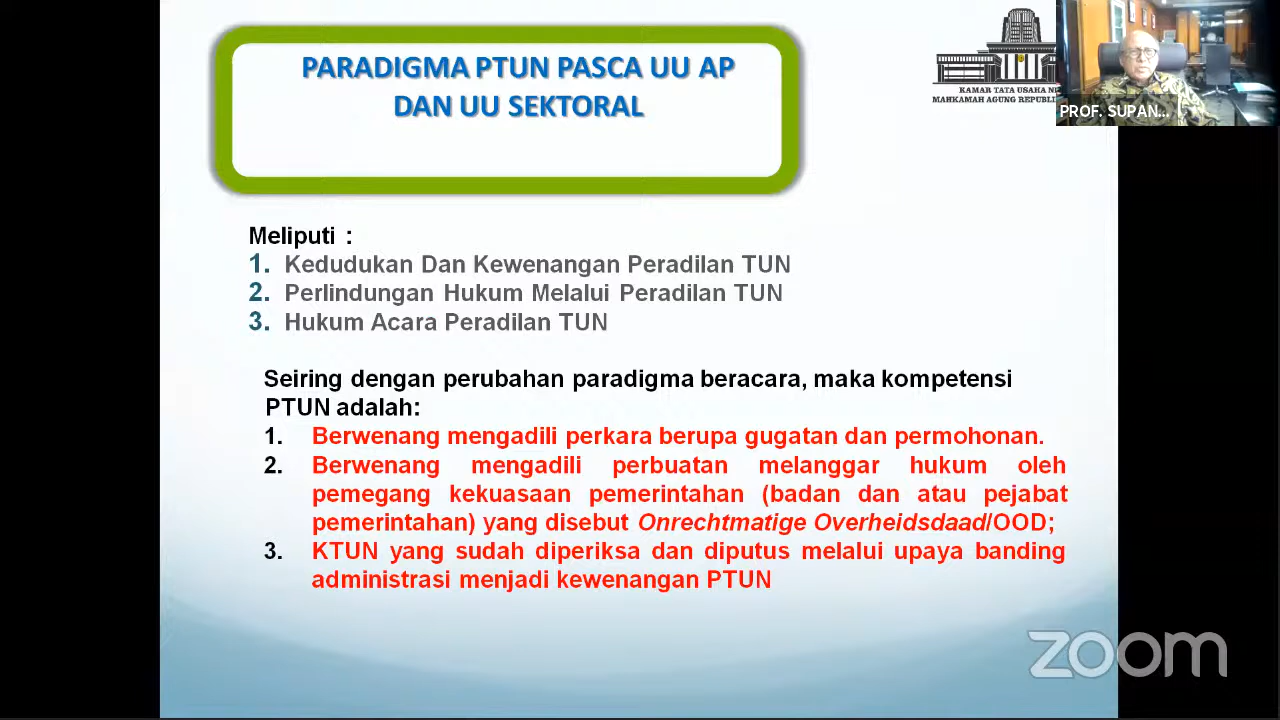 PARADIGMA PTUN PASCA UU AP
DAN UU SEKTORAL
KAMAR TATA USAHA
MAHKAMAH AGUNG
PROF. SUPAN...
Meliputi :
1. Kedudukan Dan Kewenangan Peradilan TUN
2. Perlindungan Hukum Melalui Peradilan TUN
3. Hukum Acara Peradilan TUN
Seiring dengan perubahan paradigma beracara, maka kompetensi
PTUN adalah:
1. Berwenang mengadili perkara berupa gugatan dan permohonan.
2. Berwenang mengadili perbuatan melanggar hukum oleh
pemegang kekuasaan pemerintahan (badan dan atau pejabat
pemerintahan) yang disebut Onrechtmatige Overheidsdaad/OOD;
3. KTUN yang sudah diperiksa dan diputus melalui upaya banding
administrasi menjadi kewenangan PTUN
zoom